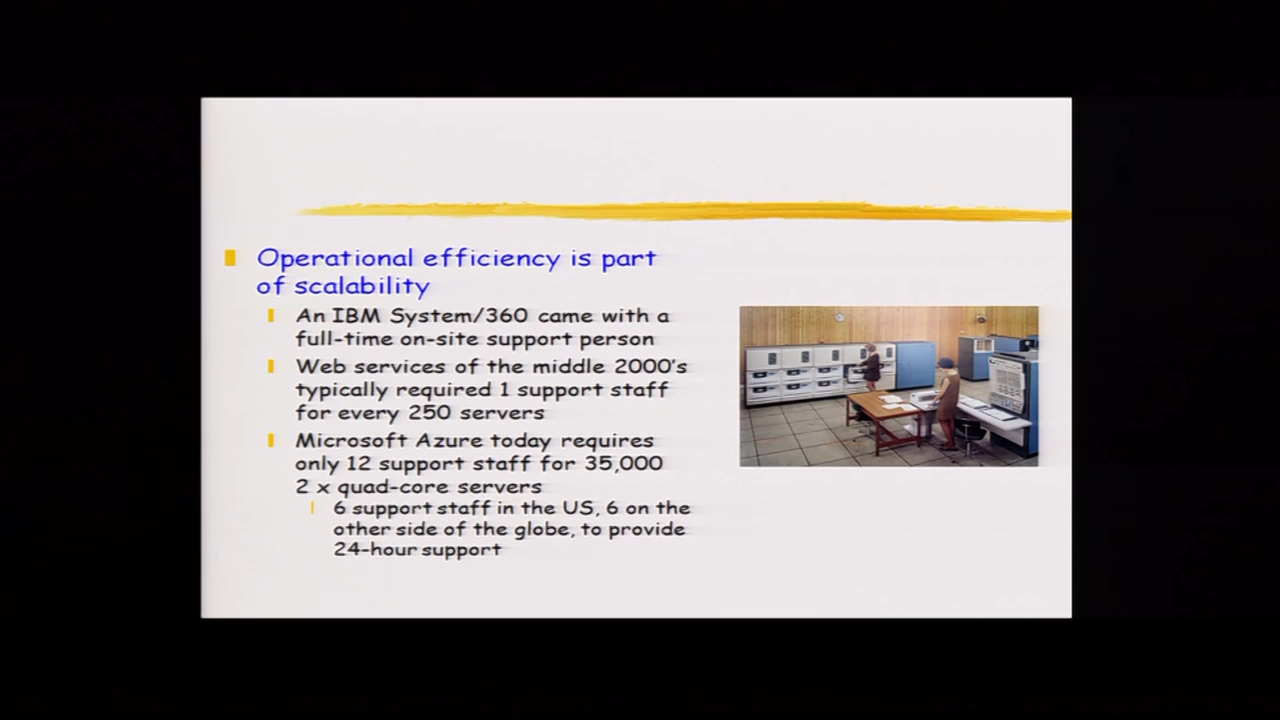 Operational efficiency is part
of scalability
An IBM System/360 came with a
full-time on-site support person
Web services of the middle 2000's
typically required 1 support staff
for every 250 servers
Microsoft Azure today requires
only 12 support staff for 35,000
2 x quad-core servers
6 support staff in the US, 6 on the
other side of the globe, to provide
24-hour support